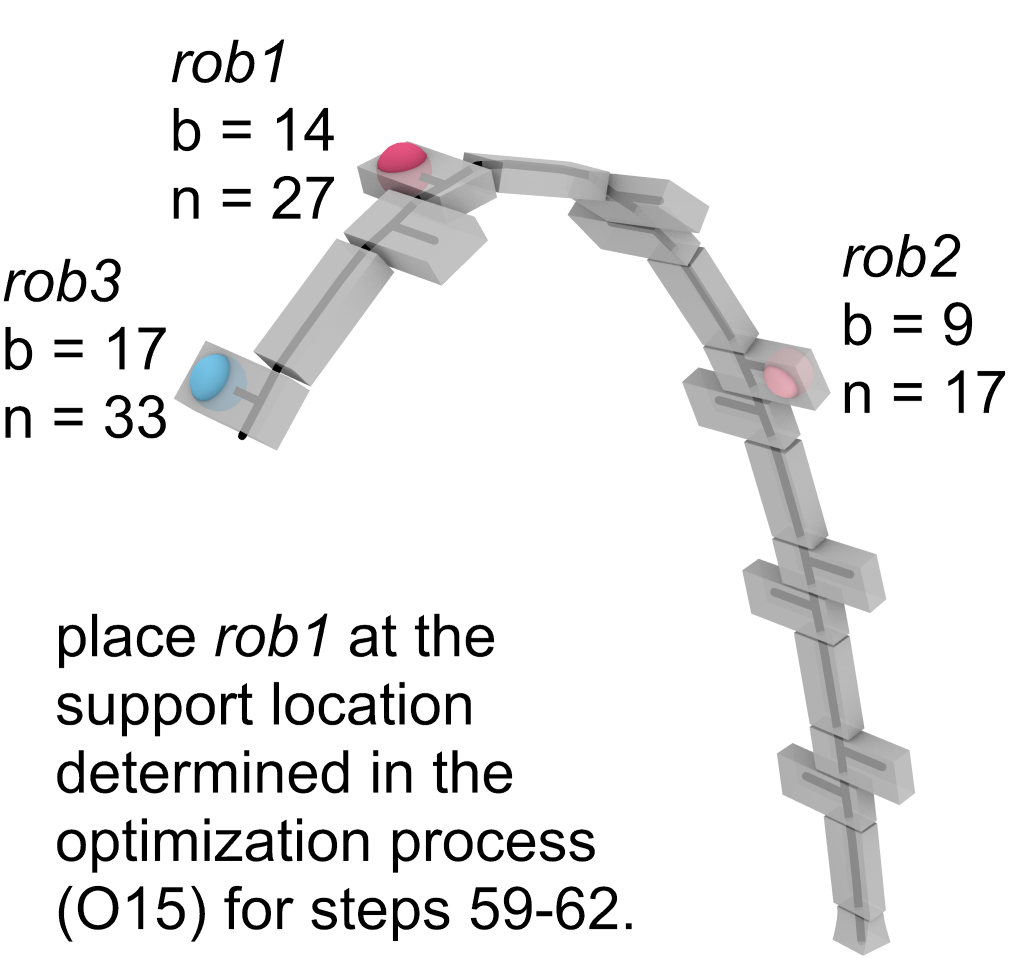 rob1
b = 14
n = 27
rob3
b = 17
n = 33
rob2
b = 9
n = 17
place rob1 at the
support location
determined in the
optimization process
(O15) for steps 59-62.